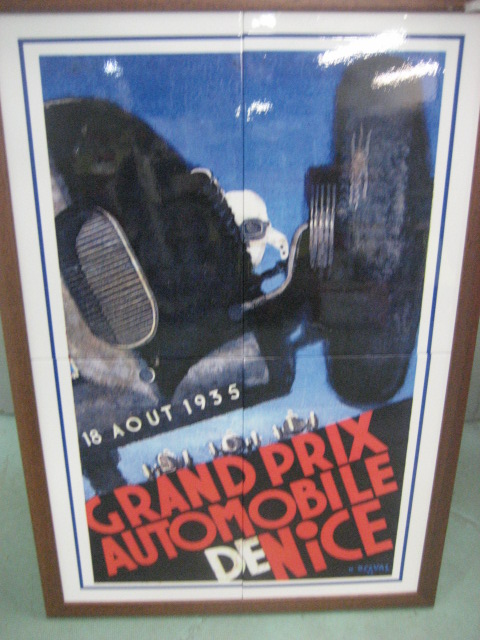 18 AOUT 1935
GRAND PRIX
AUTOMOBILE
DE NiCE